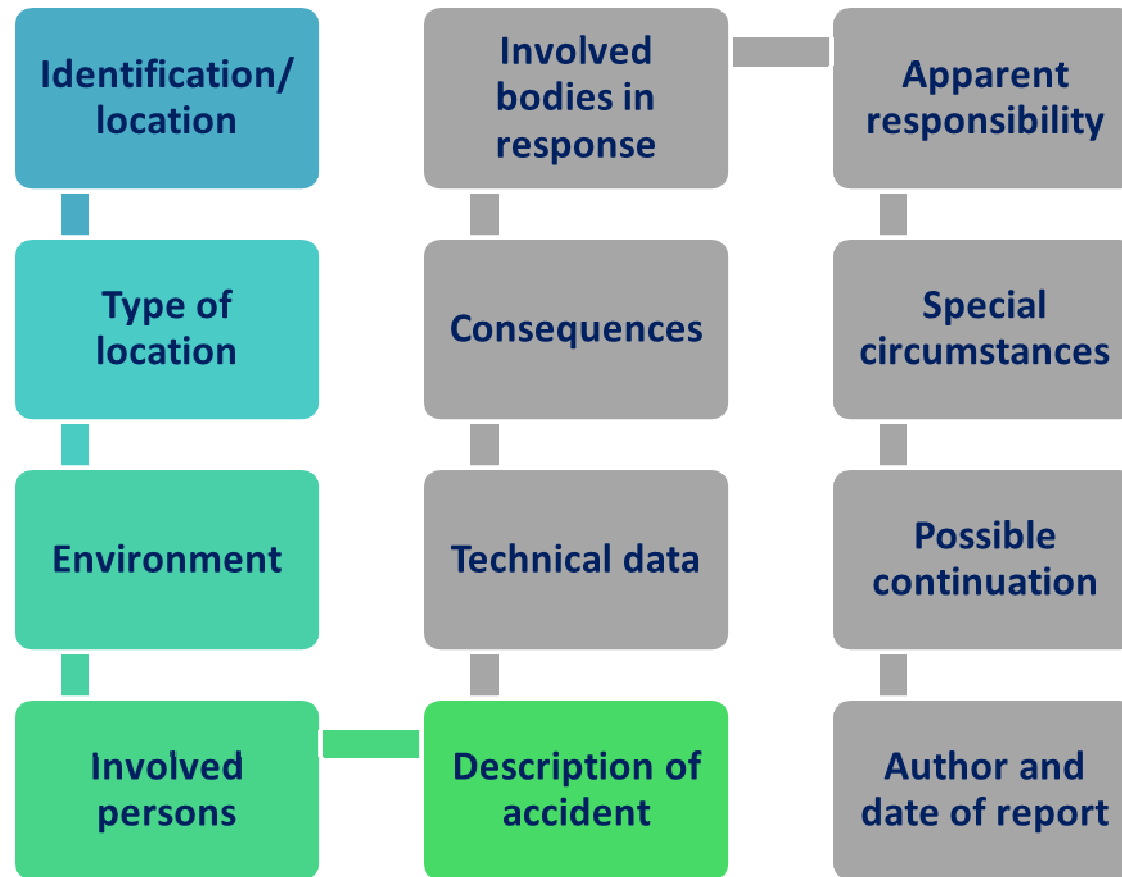 Identification/
location
Type of
location
Environment
Involved
persons
Description of
accident
Technical data
Consequences
Involved
bodies in
response
Apparent
responsibility
Special
circumstances
Possible
continuation
Author and
date of report